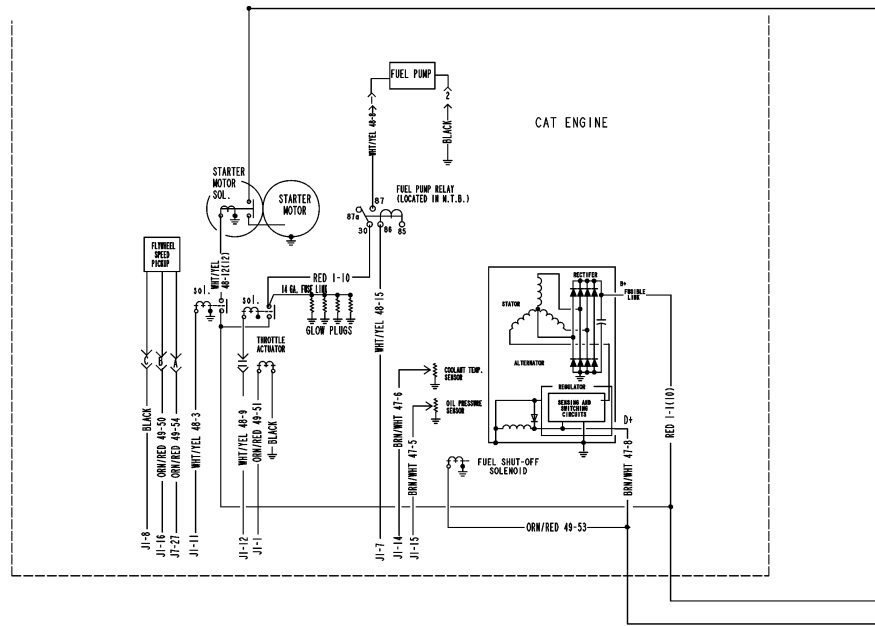 FUEL PUMP
2
WHT/YEL 48-8
BLACK
CAT ENGINE
STARTER
MOTOR
SOL.
STARTER
MOTOR
FUEL PUMP RELAY
(LOCATED IN M.T.B.)
87
87a
30
86
85
FLYWHEEL
SPEED
PICKUP
WHT/YEL
48-12(12)
RED 1-10
14 GA. FUSE LINK
sol.
sol.
GLOW PLUGS
THROTTLE
ACTUATOR
WHT/YEL 48-15
RECTIFER
B+
FUSIBLE
LINK
STATOR
ALTERNATOR
REGULATOR
SENSING AND
SWITCHING
CIRCUITS
D+
COOLANT TEMP.
SENSOR
OIL PRESSURE
SENSOR
FUEL SHUT-OFF
SOLENOID
C
B
A
BLACK
ORN/RED 49-50
ORN/RED 49-54
WHT/YEL 48-3
WHT/YEL 48-9
ORN/RED 49-51
BLACK
BRN/WHT 47-6
BRN/WHT 47-5
BRN/WHT 47-8
RED 1-1(10)
ORN/RED 49-53
J1-8
J1-16
J7-27
J1-11
J1-12
J1-1
J1-7
J1-14
J1-15